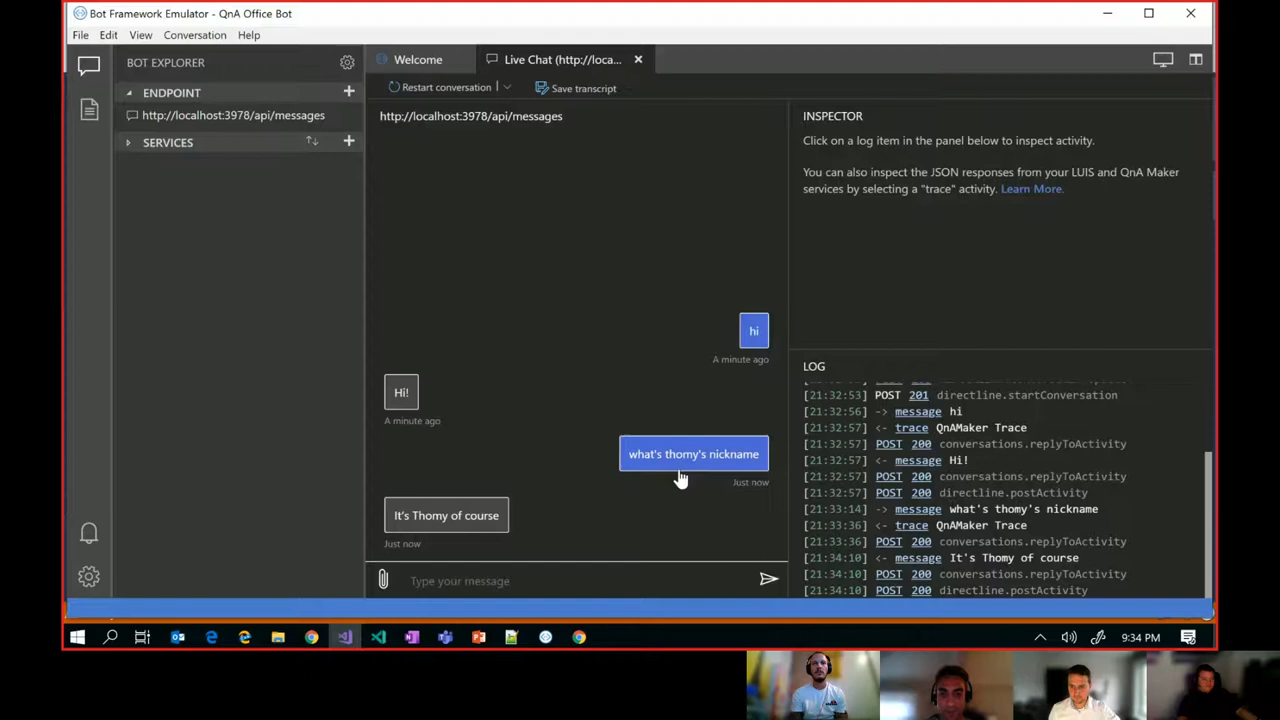 Bot Framework Emulator - QnA Office Bot
File Edit View Conversation Help
BOT EXPLORER
ENDPOINT
http://localhost:3978/api/messages
SERVICES
Welcome
Live Chat (http://loca...
Restart conversation
Save transcript
http://localhost:3978/api/messages
hi
A minute ago
Hi!
A minute ago
what's thomy's nickname
Just now
It's Thomy of course
Just now
Type your message
INSPECTOR
Click on a log item in the panel below to inspect activity.
You can also inspect the JSON responses from your LUIS and QnA Maker
services by selecting a "trace" activity. Learn More.
LOG
[21:32:53] POST 201 directline.startConversation
[21:32:56] -> message hi
[21:32:57] <- trace QnAMaker Trace
[21:32:57] POST 200 conversations.replyToActivity
[21:32:57] <- message Hi!
[21:32:57] POST 200 conversations.replyToActivity
[21:32:57] POST 200 directline.postActivity
[21:33:14] -> message what's thomy's nickname
[21:33:36] <- trace QnAMaker Trace
[21:33:36] POST 200 conversations.replyToActivity
[21:34:10] <- message It's Thomy of course
[21:34:10] POST 200 conversations.replyToActivity
[21:34:10] POST 200 directline.postActivity
9:34 PM